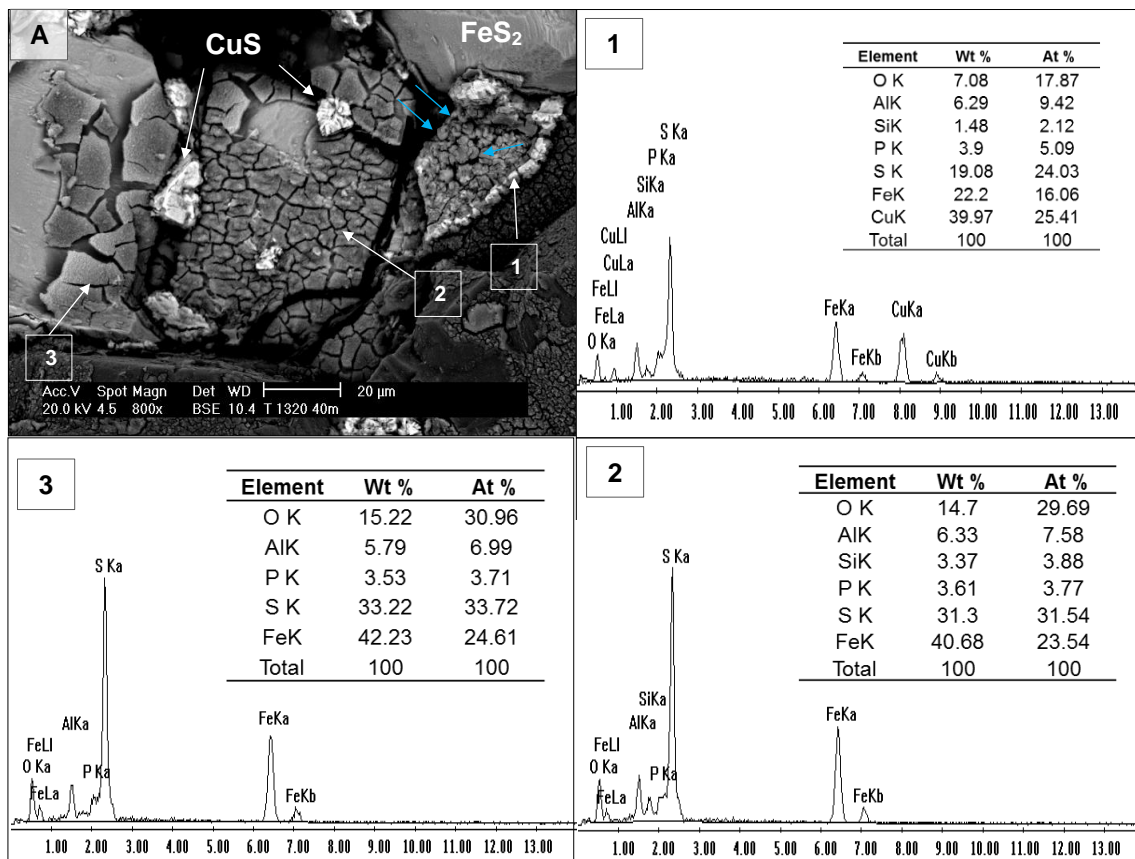 A
CuS
FeS2
1
2
3
Acc.V Spot Magn Det WD 20 µm
20.0 kV 4.5 800x BSE 10.4 T 1320 40m
1
Element Wt % At %
O K 7.08 17.87
AlK 6.29 9.42
SiK 1.48 2.12
P K 3.9 5.09
S K 19.08 24.03
FeK 22.2 16.06
CuK 39.97 25.41
Total 100 100
S Ka
P Ka
SiKa
AlKa
CuLl
CuLa
FeLl
FeLa
O Ka
FeKa
FeKb
CuKa
CuKb
1.00 2.00 3.00 4.00 5.00 6.00 7.00 8.00 9.00 10.00 11.00 12.00 13.00
3
Element Wt % At %
O K 15.22 30.96
AlK 5.79 6.99
P K 3.53 3.71
S K 33.22 33.72
FeK 42.23 24.61
Total 100 100
S Ka
AlKa
FeLl
O Ka
P Ka
FeLa
FeKa
FeKb
1.00 2.00 3.00 4.00 5.00 6.00 7.00 8.00 9.00 10.00 11.00 12.00 13.00
2
Element Wt % At %
O K 14.7 29.69
AlK 6.33 7.58
SiK 3.37 3.88
P K 3.61 3.77
S K 31.3 31.54
FeK 40.68 23.54
Total 100 100
S Ka
SiKa
AlKa
FeLl
O Ka
P Ka
FeLa
FeKa
FeKb
1.00 2.00 3.00 4.00 5.00 6.00 7.00 8.00 9.00 10.00 11.00 12.00 13.00